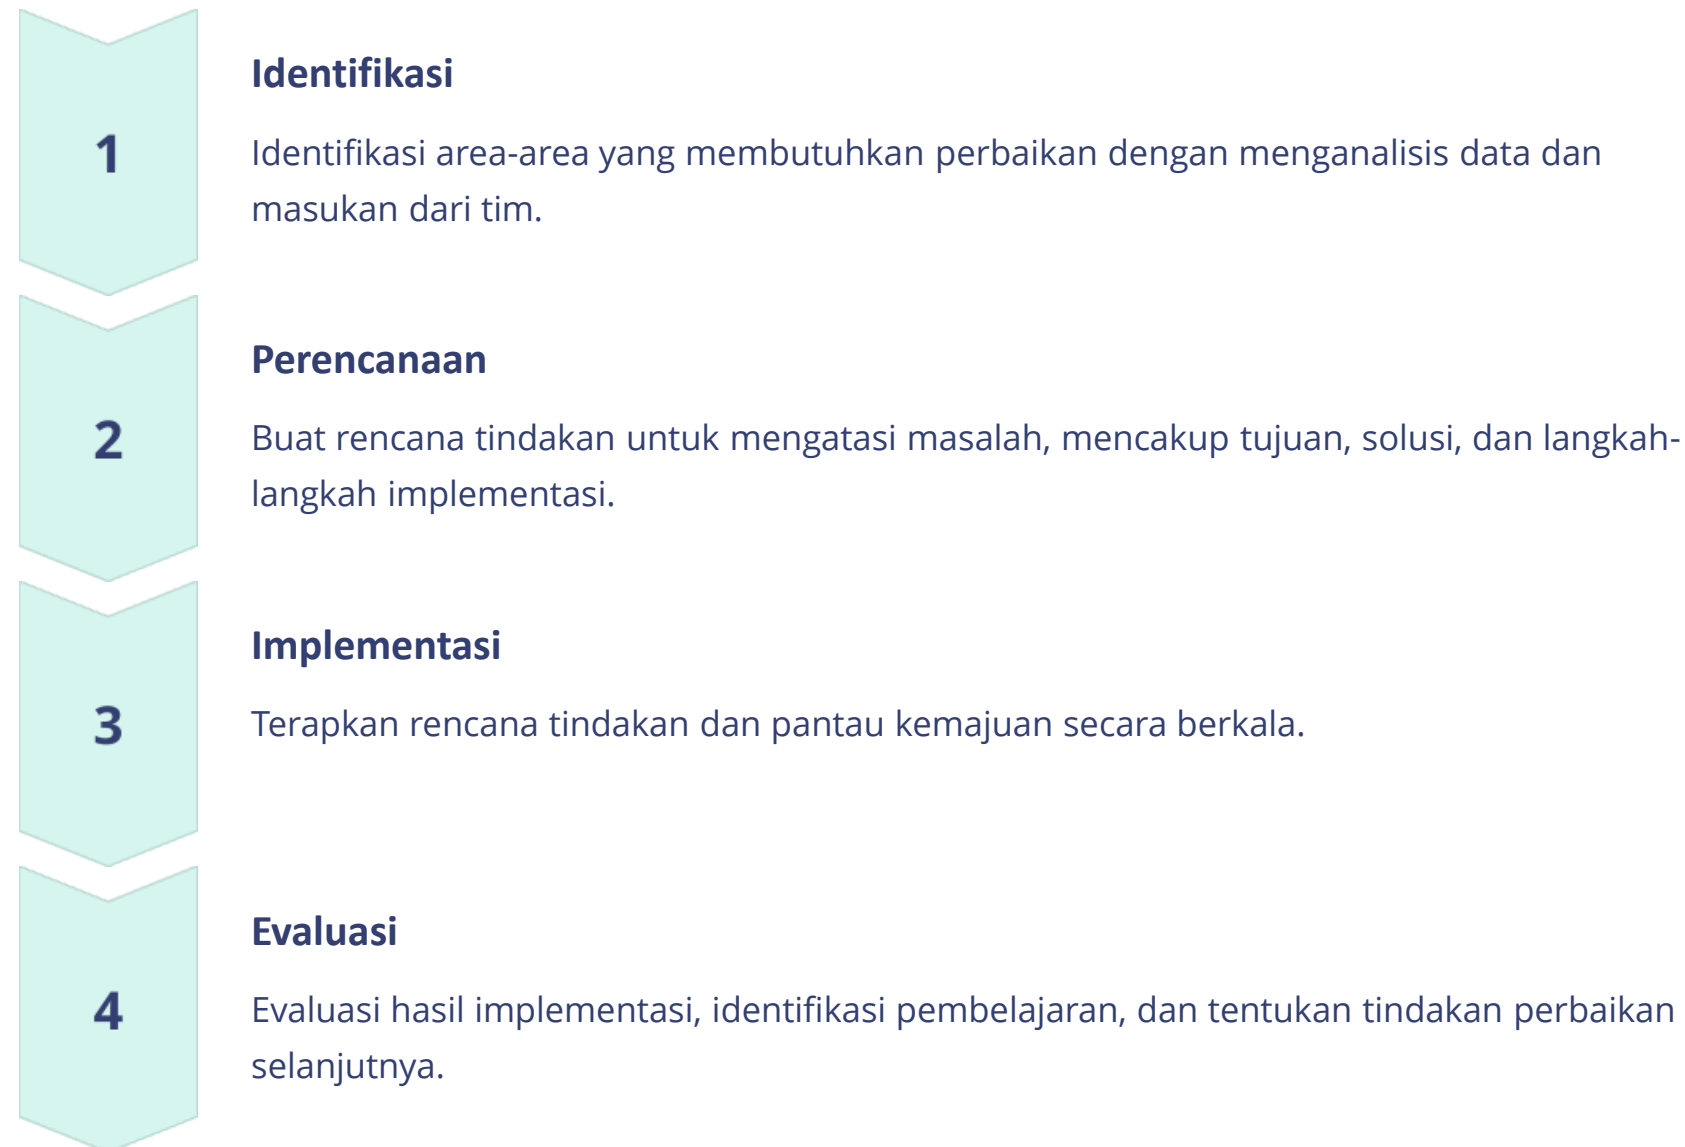 1
Identifikasi
Identifikasi area-area yang membutuhkan perbaikan dengan menganalisis data dan
masukan dari tim.
2
Perencanaan
Buat rencana tindakan untuk mengatasi masalah, mencakup tujuan, solusi, dan langkah-
langkah implementasi.
3
Implementasi
Terapkan rencana tindakan dan pantau kemajuan secara berkala.
4
Evaluasi
Evaluasi hasil implementasi, identifikasi pembelajaran, dan tentukan tindakan perbaikan
selanjutnya.